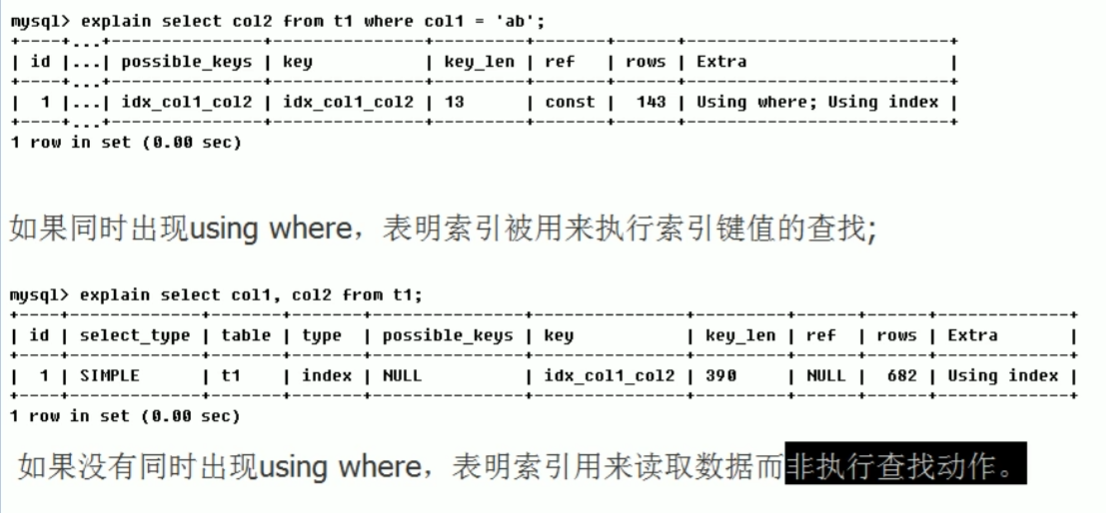 mysql> explain select col2 from t1 where col1 = 'ab';
+----+...+---------------+---------------+---------+-------+------+--------------------------+
| id |...| possible_keys | key           | key_len | ref   | rows | Extra                    |
+----+...+---------------+---------------+---------+-------+------+--------------------------+
|  1 |...| idx_col1_col2 | idx_col1_col2 | 13      | const |  143 | Using where; Using index |
+----+...+---------------+---------------+---------+-------+------+--------------------------+
1 row in set (0.00 sec)
如果同时出现using where，表明索引被用来执行索引键值的查找;
mysql> explain select col1, col2 from t1;
+----+-------------+-------+-------+---------------+---------------+---------+------+------+-------------+
| id | select_type | table | type  | possible_keys | key           | key_len | ref  | rows | Extra       |
+----+-------------+-------+-------+---------------+---------------+---------+------+------+-------------+
|  1 | SIMPLE      | t1    | index | NULL          | idx_col1_col2 | 390     | NULL |  682 | Using index |
+----+-------------+-------+-------+---------------+---------------+---------+------+------+-------------+
1 row in set (0.00 sec)
如果没有同时出现using where，表明索引用来读取数据而非执行查找动作。